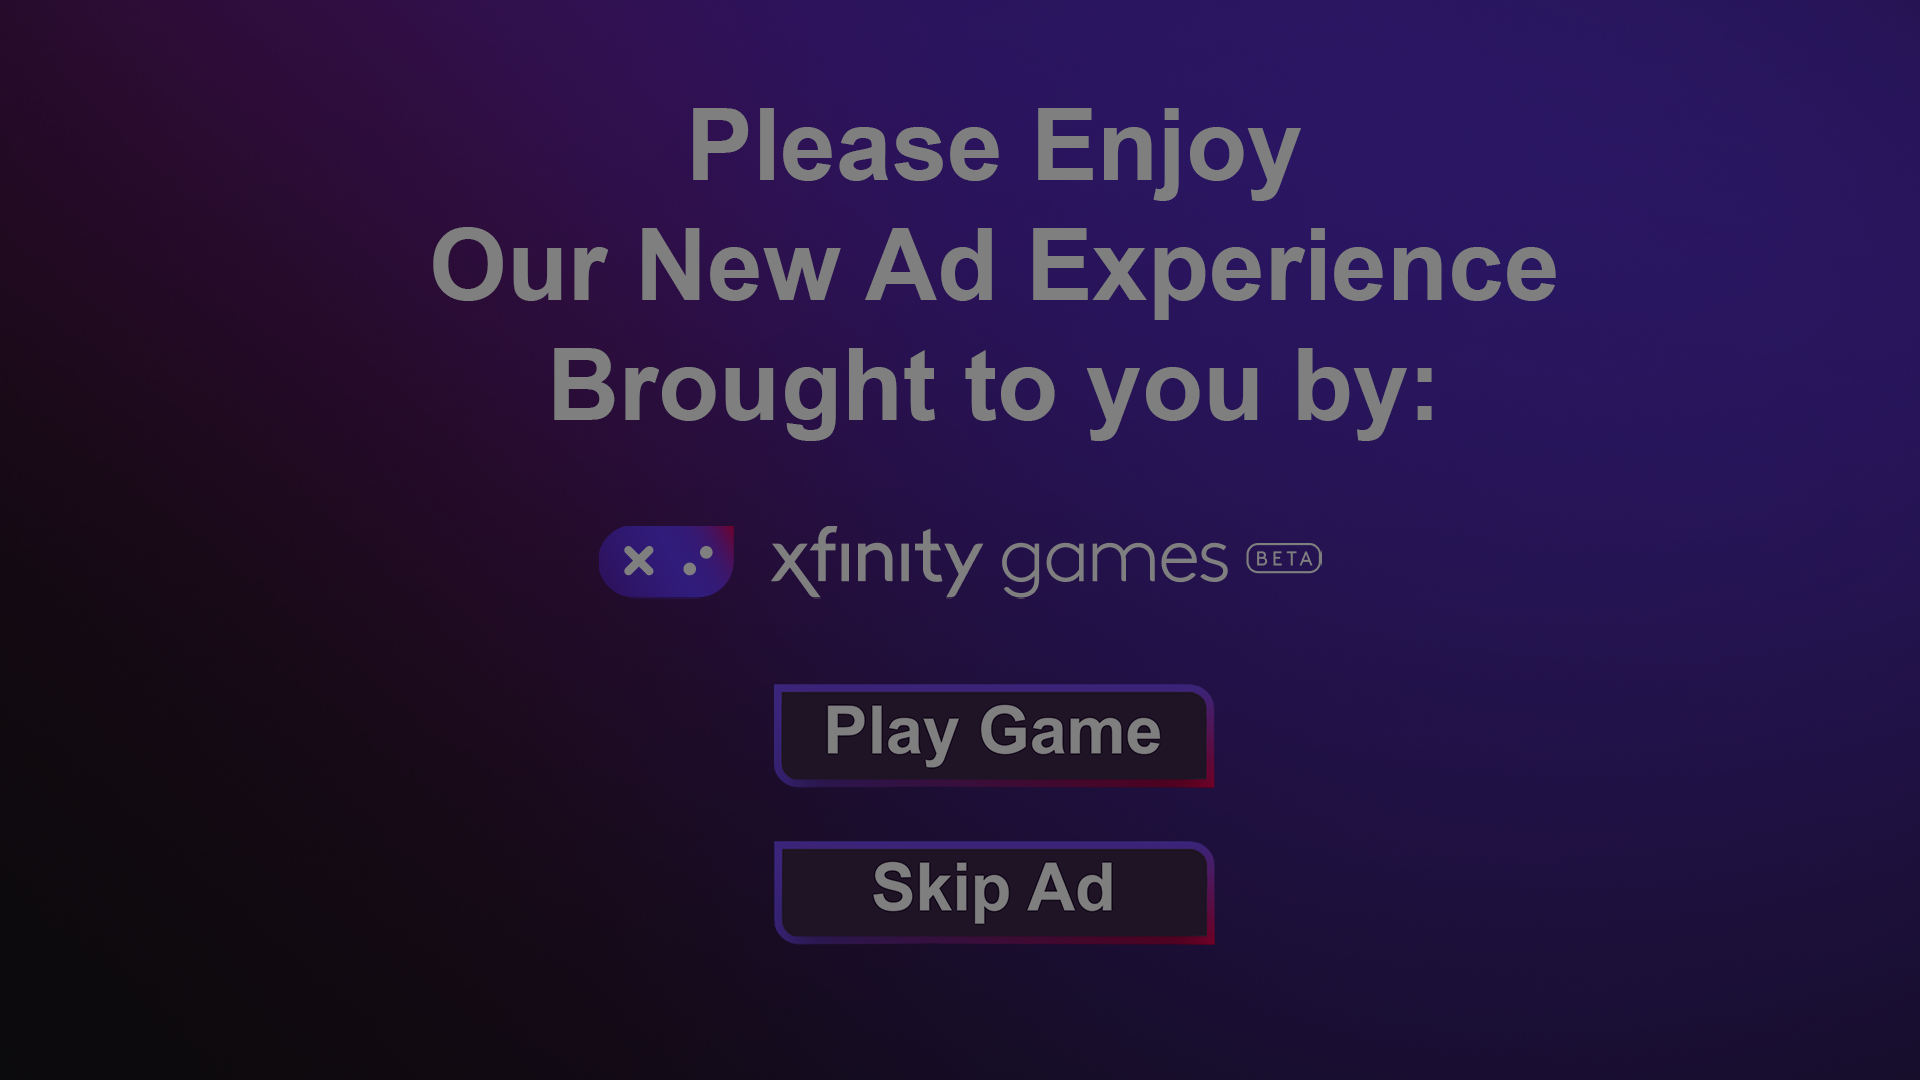 Please Enjoy
Our New Ad Experience
Brought to you by:
xfinity games BETA
Play Game
Skip Ad